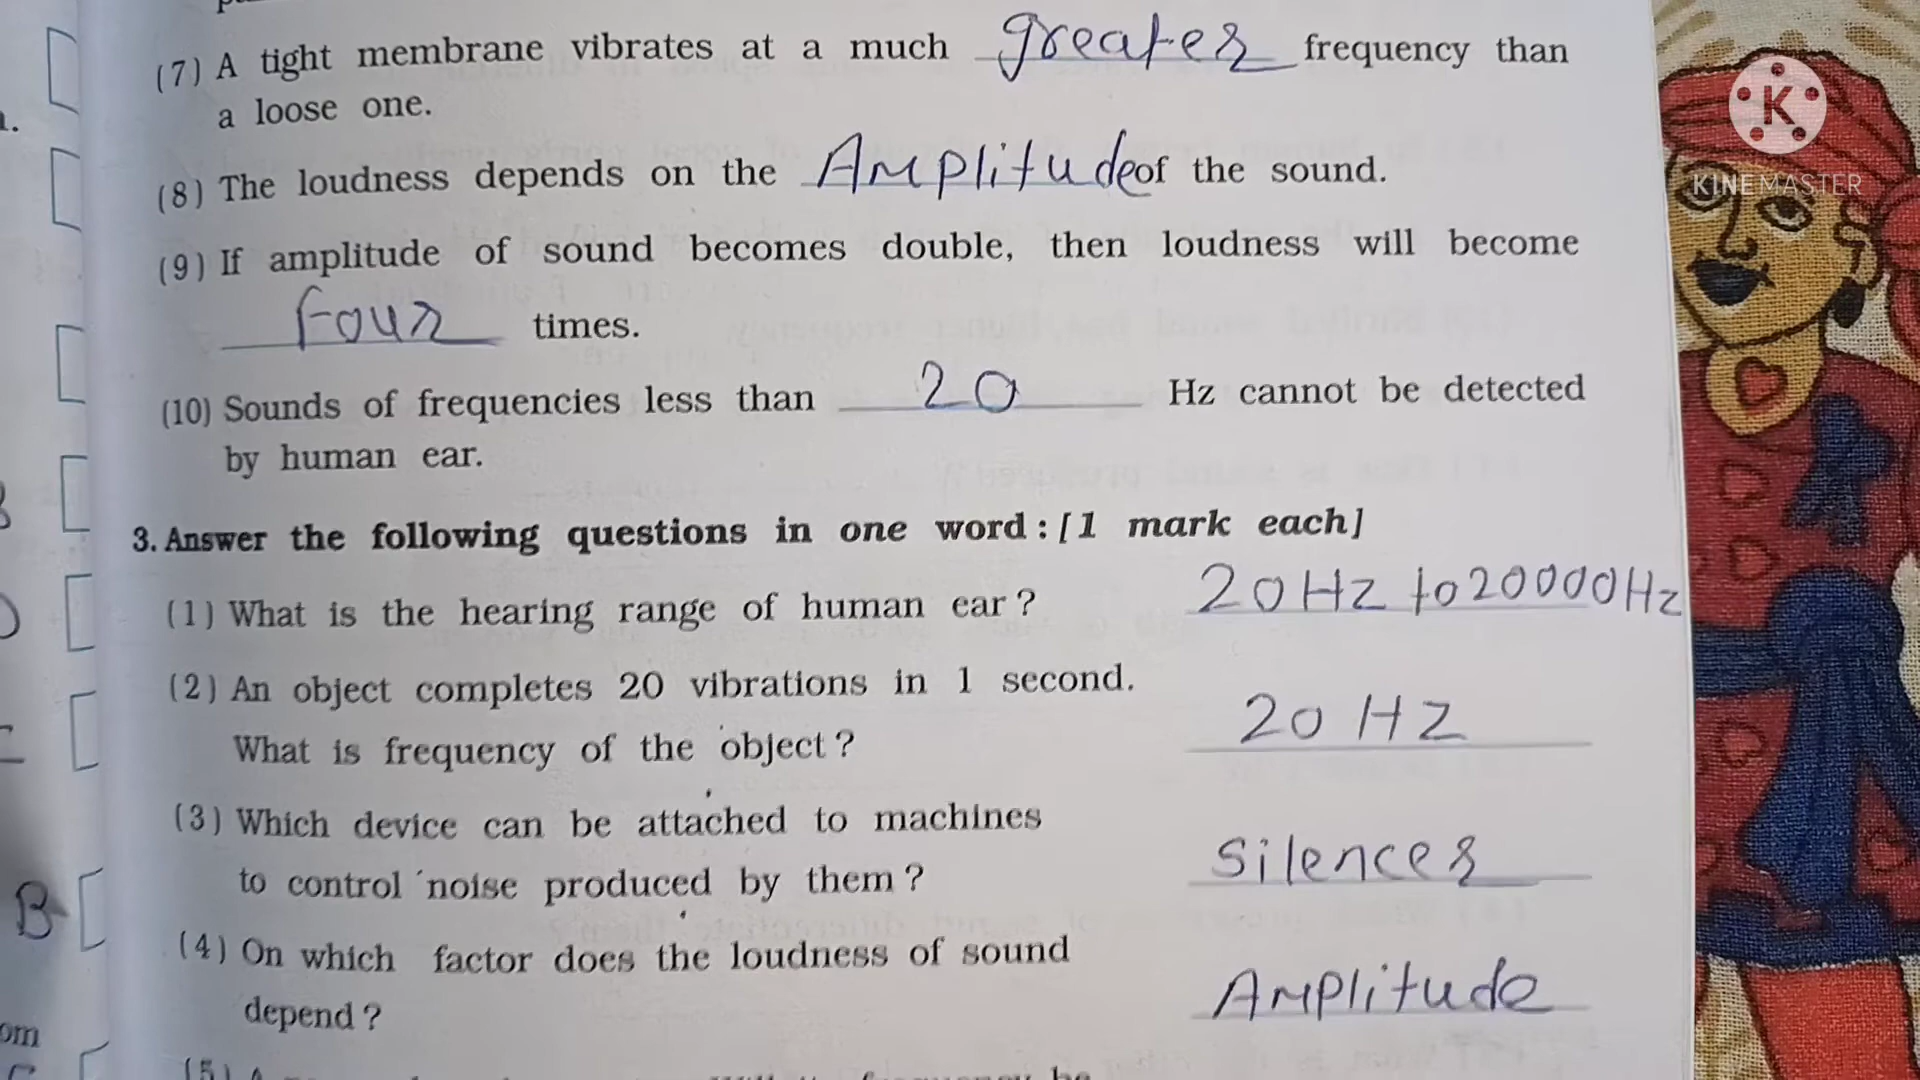 (7) A tight membrane vibrates at a much greater frequency than
a loose one.
(8) The loudness depends on the Amplitude of the sound.
(9) If amplitude of sound becomes double, then loudness will become
Four times.
(10) Sounds of frequencies less than 20 Hz cannot be detected
by human ear.
3. Answer the following questions in one word : [1 mark each]
(1) What is the hearing range of human ear? 20Hz to 20000Hz
(2) An object completes 20 vibrations in 1 second.
What is frequency of the object? 20 HZ
(3) Which device can be attached to machines
to control noise produced by them? Silencer
(4) On which factor does the loudness of sound
depend? Amplitude
B
om
K
KINEMASTER